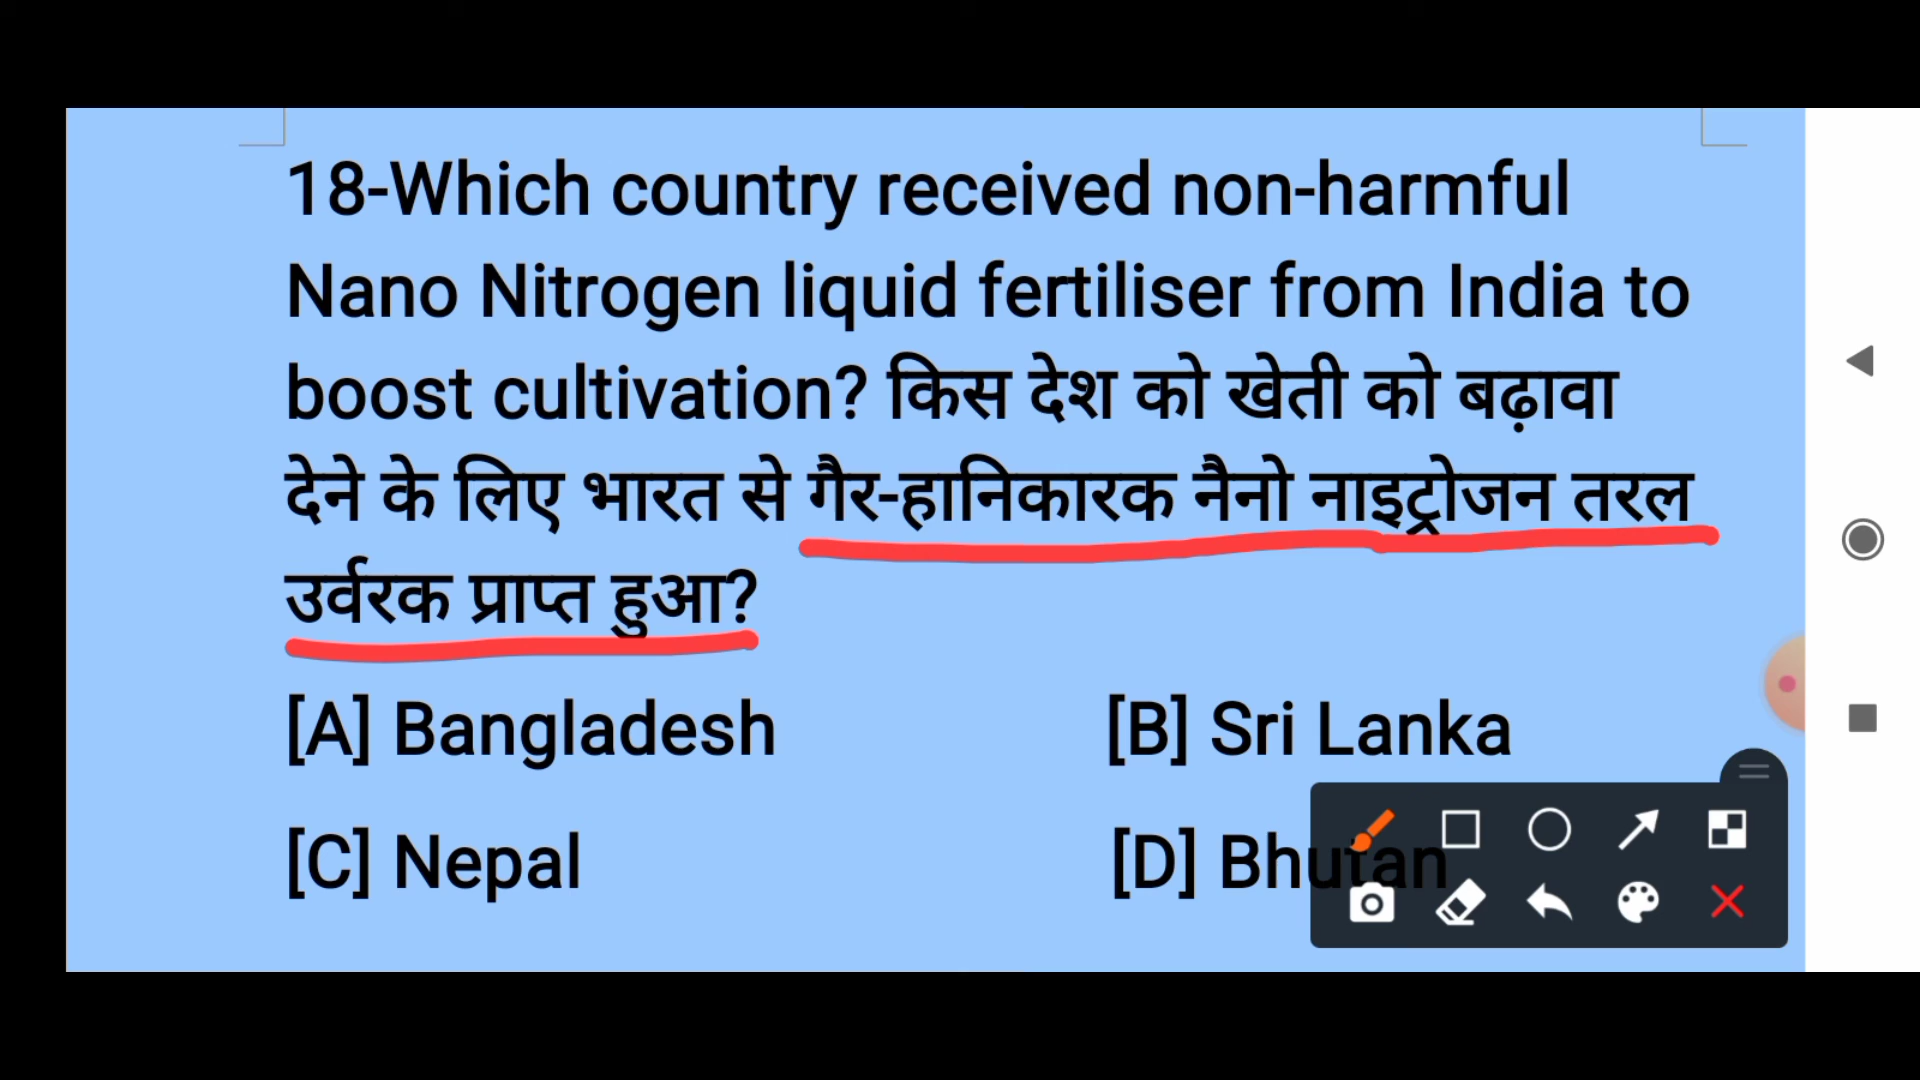 18-Which country received non-harmful
Nano Nitrogen liquid fertiliser from India to
boost cultivation? किस देश को खेती को बढ़ावा
देने के लिए भारत से गैर-हानिकारक नैनो नाइट्रोजन तरल
उर्वरक प्राप्त हुआ?
[A] Bangladesh [B] Sri Lanka
[C] Nepal [D] Bhutan